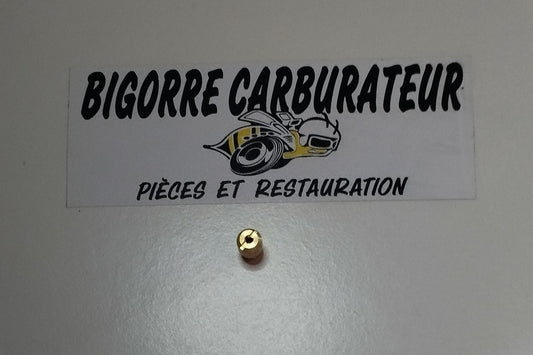 BIGORRE CARBURATEUR
PIÈCES ET RESTAURATION